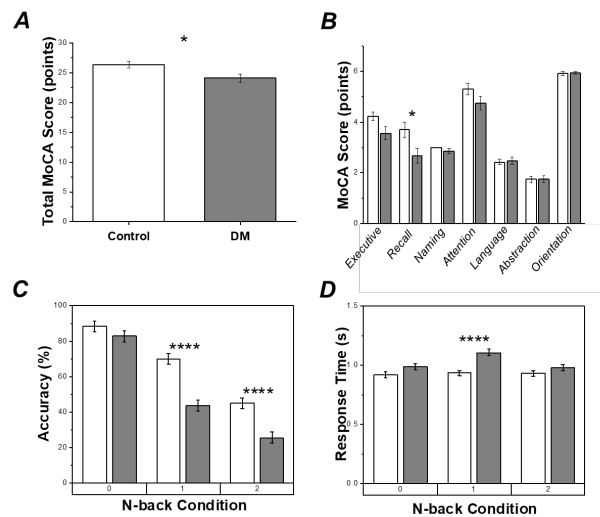 A
*
Total MoCA Score (points)
30
25
20
15
10
5
0
Control DM
B
*
MoCA Score (points)
6
4
2
0
Executive Recall Naming Attention Language Abstraction Orientation
C
**** ****
Accuracy (%)
100
80
60
40
20
0
0 1 2
N-back Condition
D
****
Response Time (s)
1.5
1.0
0.5
0.0
0 1 2
N-back Condition